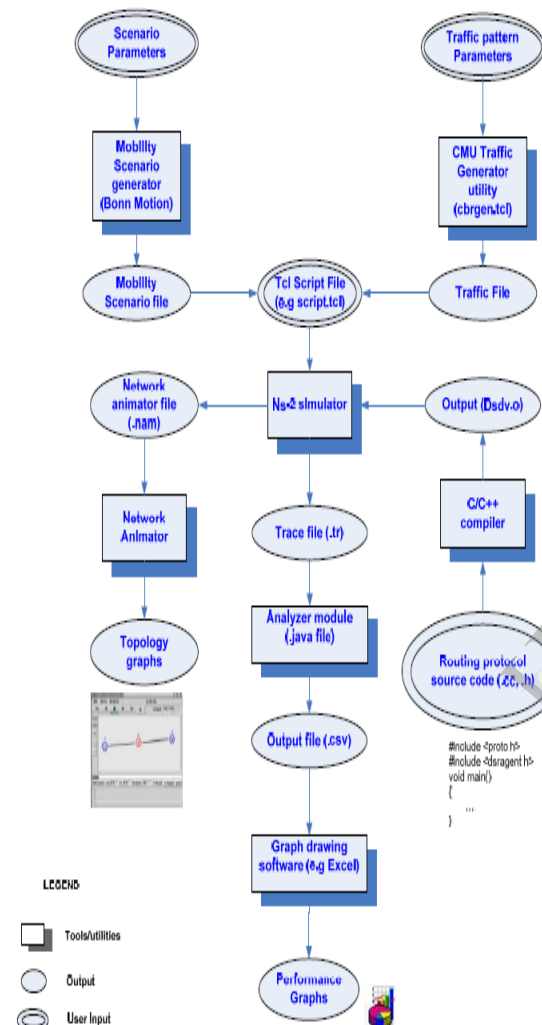 Scenario
Parameters
Traffic pattern
Parameters
Mobility
Scenario
generator
(Bonn Motion)
CMU Traffic
Generator
utility
(cbrgen.tcl)
Mobility
Scenario file
Tcl Script File
(e.g script.tcl)
Traffic File
Network
animator file
(.nam)
Ns-2 simulator
Output (Dsdv.o)
Network
Animator
C/C++
compiler
Trace file (.tr)
Topology
graphs
Analyzer module
(.java file)
Routing protocol
source code (.cc, .h)
Output file (.csv)
#include <proto h>
#include <dsragent h>
void main()
{
...
}
Graph drawing
software (e.g Excel)
LEGEND
Tools/utilities
Output
Performance
Graphs
User Input